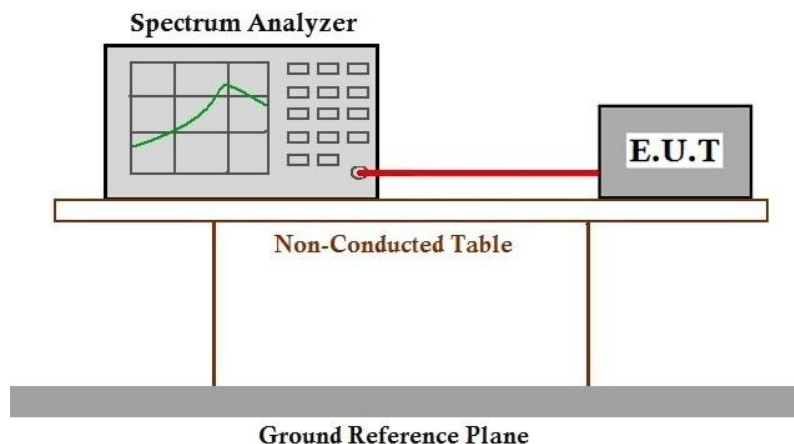 Spectrum Analyzer
E.U.T
Non-Conducted Table
Ground Reference Plane